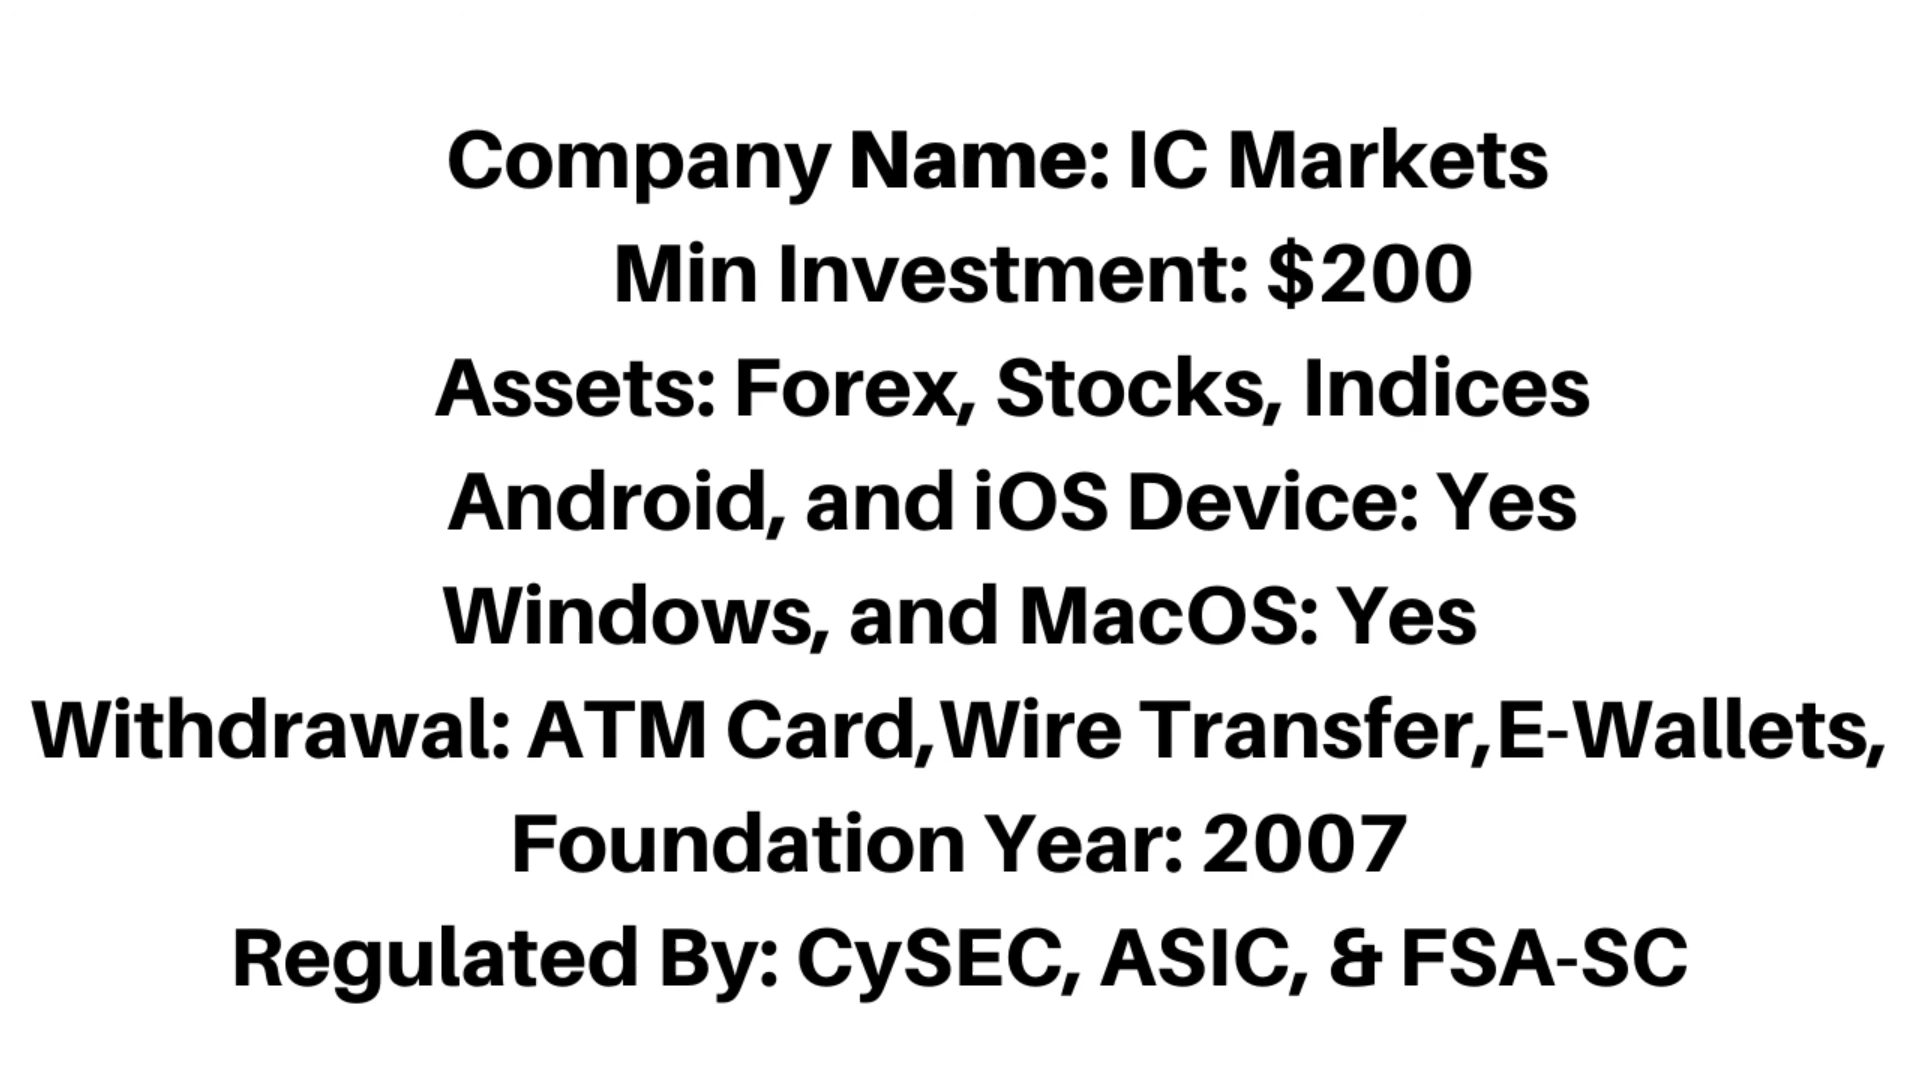 Company Name: IC Markets
Min Investment: $200
Assets: Forex, Stocks, Indices
Android, and iOS Device: Yes
Windows, and MacOS: Yes
Withdrawal: ATM Card,Wire Transfer,E-Wallets,
Foundation Year: 2007
Regulated By: CySEC, ASIC, & FSA-SC